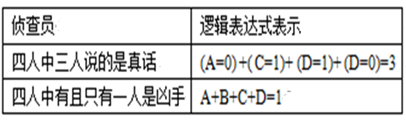 侦查员 逻辑表达式表示
四人中三人说的是真话 (A=0)+(C=1)+(D=1)+(D=0)=3
四人中有且只有一人是凶手 A+B+C+D=1